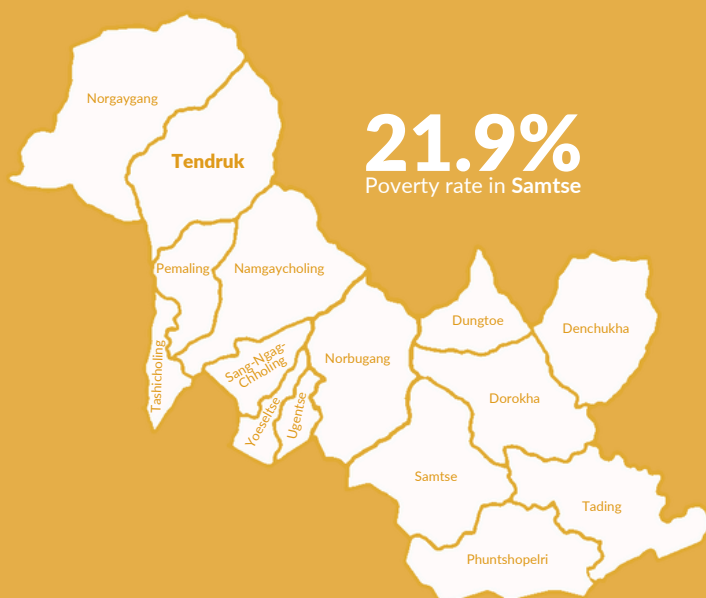 Norgaygang
Tendruk
21.9%
Poverty rate in Samtse
Pemaling
Namgaycholing
Tashicholing
Sang-Ngag-
Chholing
Yoeseltse
Ugentse
Norbugang
Dungtoe
Denchukha
Dorokha
Samtse
Tading
Phuntshopelri